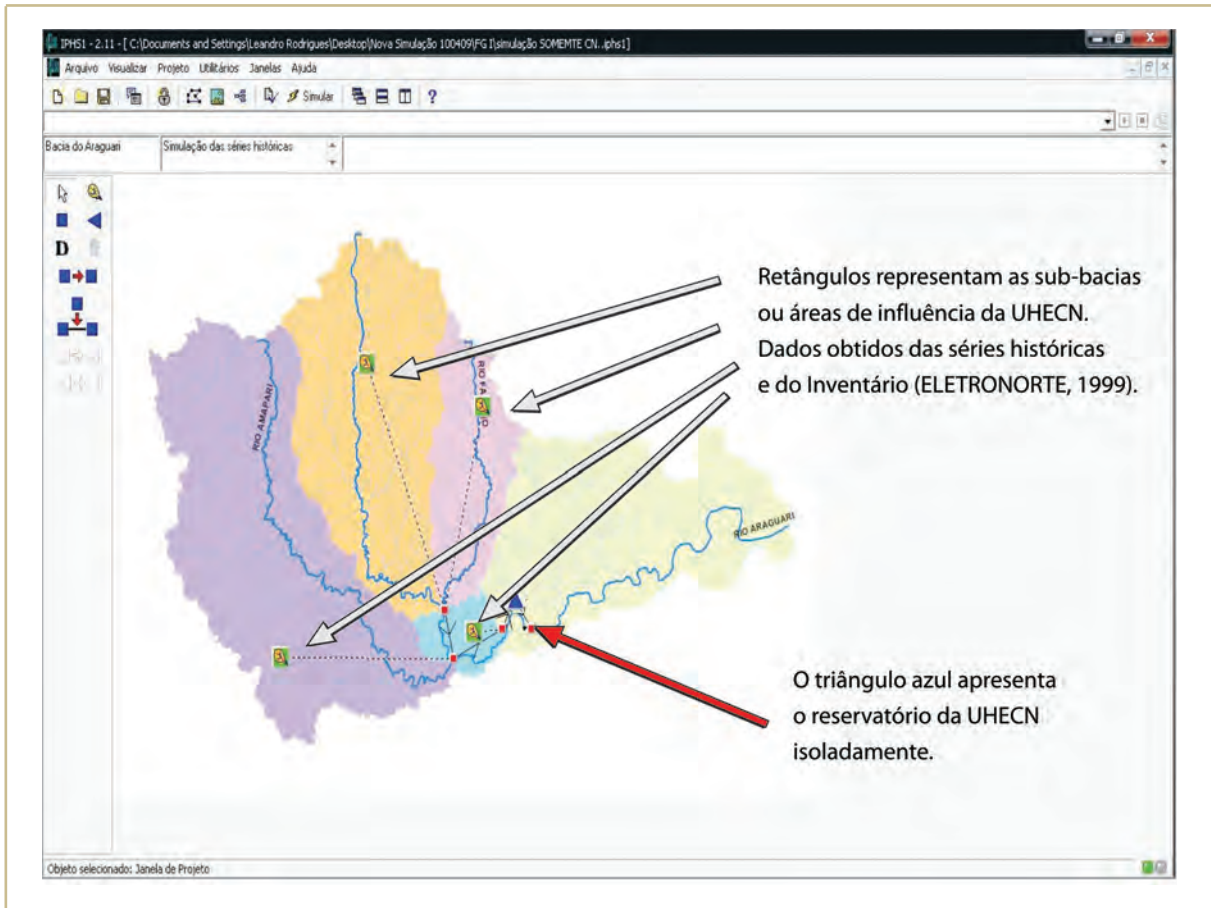 IPHS1 - 2.11 - [ C:\Documents and Settings\Leandro Rodrigues\Desktop\Nova Simulação 100409\FG I\simulação SOMEMTE CN..iphs1]
Arquivo Visualizar Projeto Utilitários Janelas Ajuda
Simular ?
Bacia do Araguari Simulação das séries históricas
D
Retângulos representam as sub-bacias
ou áreas de influência da UHECN.
Dados obtidos das séries históricas
e do Inventário (ELETRONORTE, 1999).
RIO AMAPARI
RIO FA
O
RIO ARAGUARI
O triângulo azul apresenta
o reservatório da UHECN
isoladamente.
Objeto selecionado: Janela de Projeto